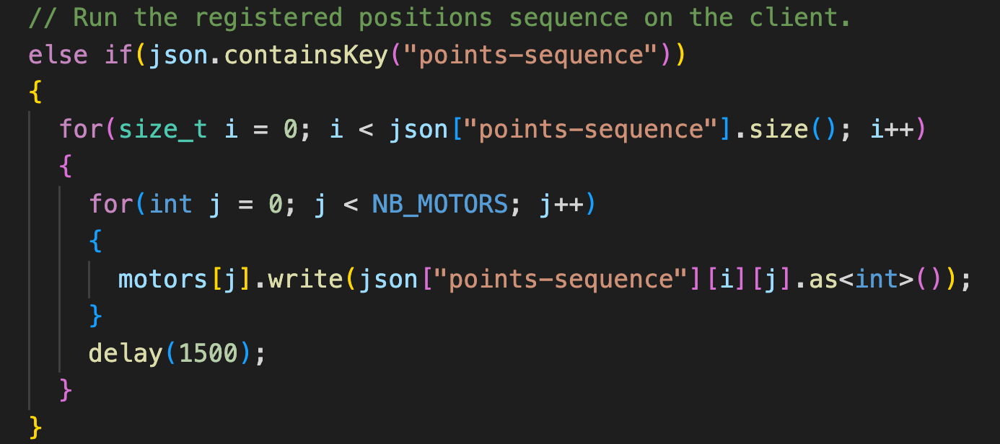 // Run the registered positions sequence on the client.
else if(json.containsKey("points-sequence"))
{
for(size_t i = 0; i < json["points-sequence"].size(); i++)
{
for(int j = 0; j < NB_MOTORS; j++)
{
motors[j].write(json["points-sequence"][i][j].as<int>());
}
delay(1500);
}
}